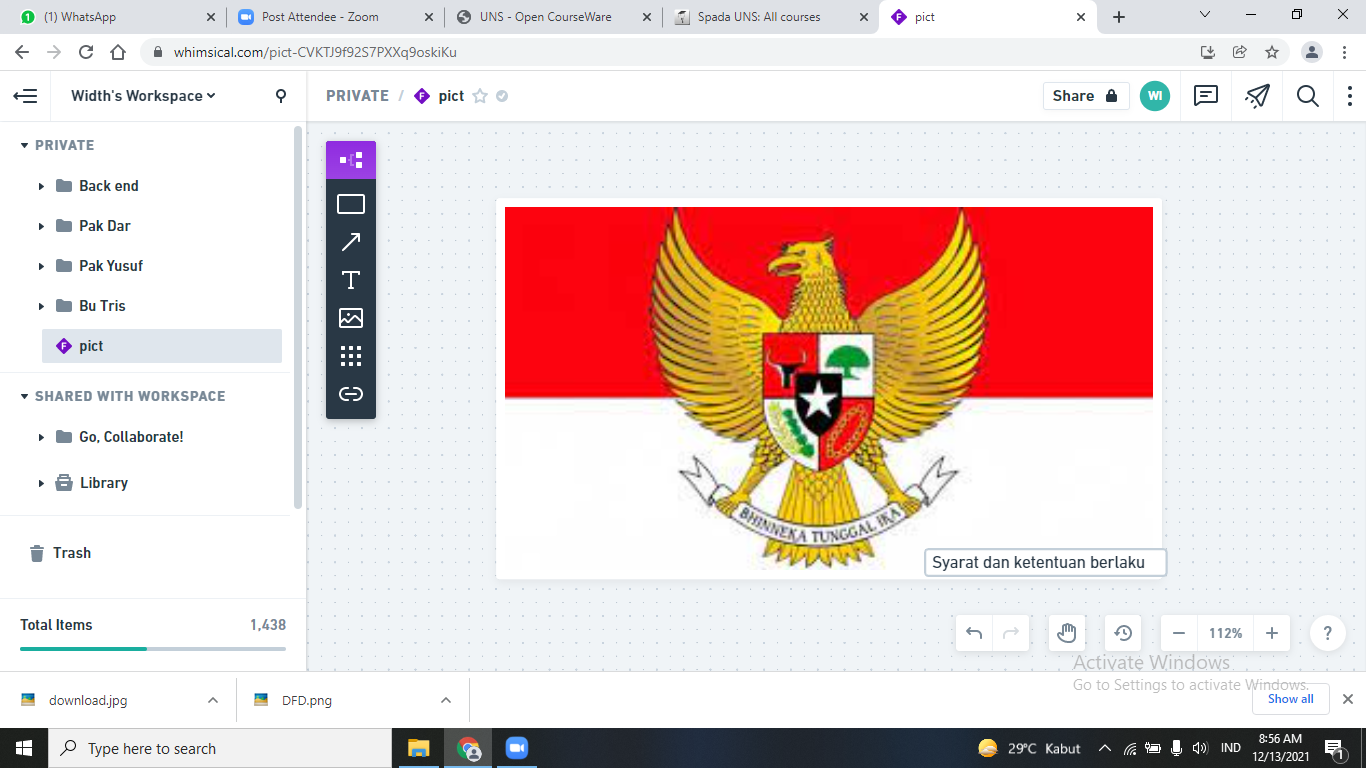 (1) WhatsApp
Post Attendee - Zoom
UNS - Open CourseWare
Spada UNS: All courses
pict
whimsical.com/pict-CVKTJ9f92S7PXXq9oskiKu
Width's Workspace
PRIVATE / pict
Share
WI
PRIVATE
Back end
Pak Dar
Pak Yusuf
Bu Tris
pict
SHARED WITH WORKSPACE
Go, Collaborate!
Library
Trash
Total Items 1,438
T
BHINNEKA TUNGGAL IKA
Syarat dan ketentuan berlaku
112%
?
Activate Windows
Go to Settings to activate Windows.
download.jpg
DFD.png
Show all
Type here to search
29°C Kabut
IND
8:56 AM
12/13/2021
1